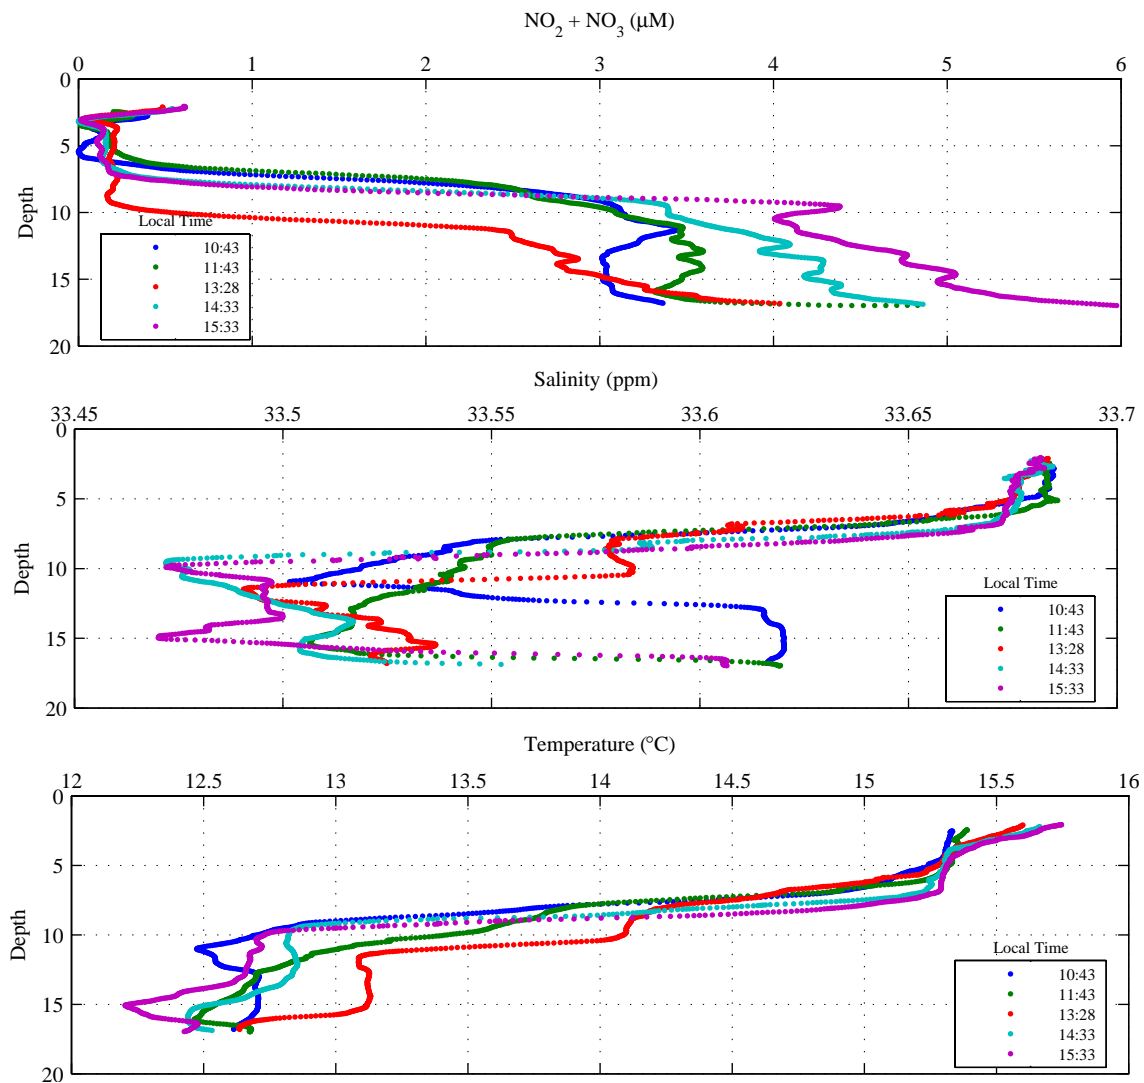 NO2 + NO3 (µM)
0 1 2 3 4 5 6
0
5
10
15
20
Depth
Local Time
10:43
11:43
13:28
14:33
15:33
Salinity (ppm)
33.45 33.5 33.55 33.6 33.65 33.7
0
5
10
15
20
Depth
Local Time
10:43
11:43
13:28
14:33
15:33
Temperature (°C)
12 12.5 13 13.5 14 14.5 15 15.5 16
0
5
10
15
20
Depth
Local Time
10:43
11:43
13:28
14:33
15:33